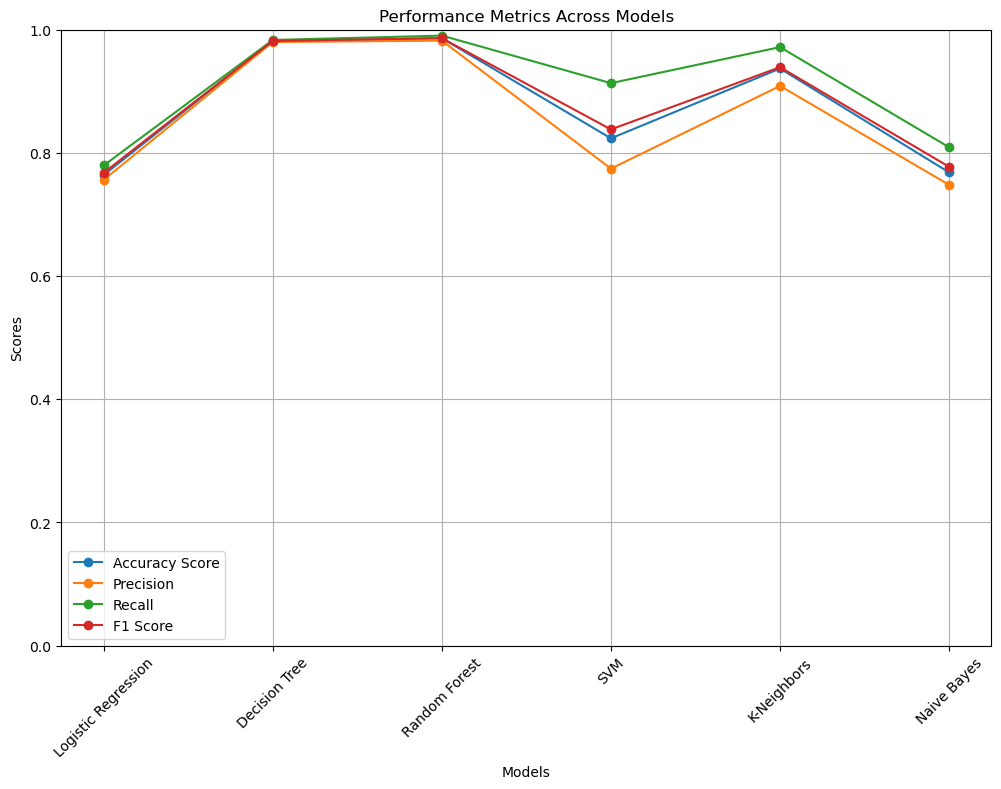 Performance Metrics Across Models
1.0
0.8
0.6
0.4
0.2
0.0
Scores
Accuracy Score
Precision
Recall
F1 Score
Logistic Regression
Decision Tree
Random Forest
SVM
K-Neighbors
Naive Bayes
Models